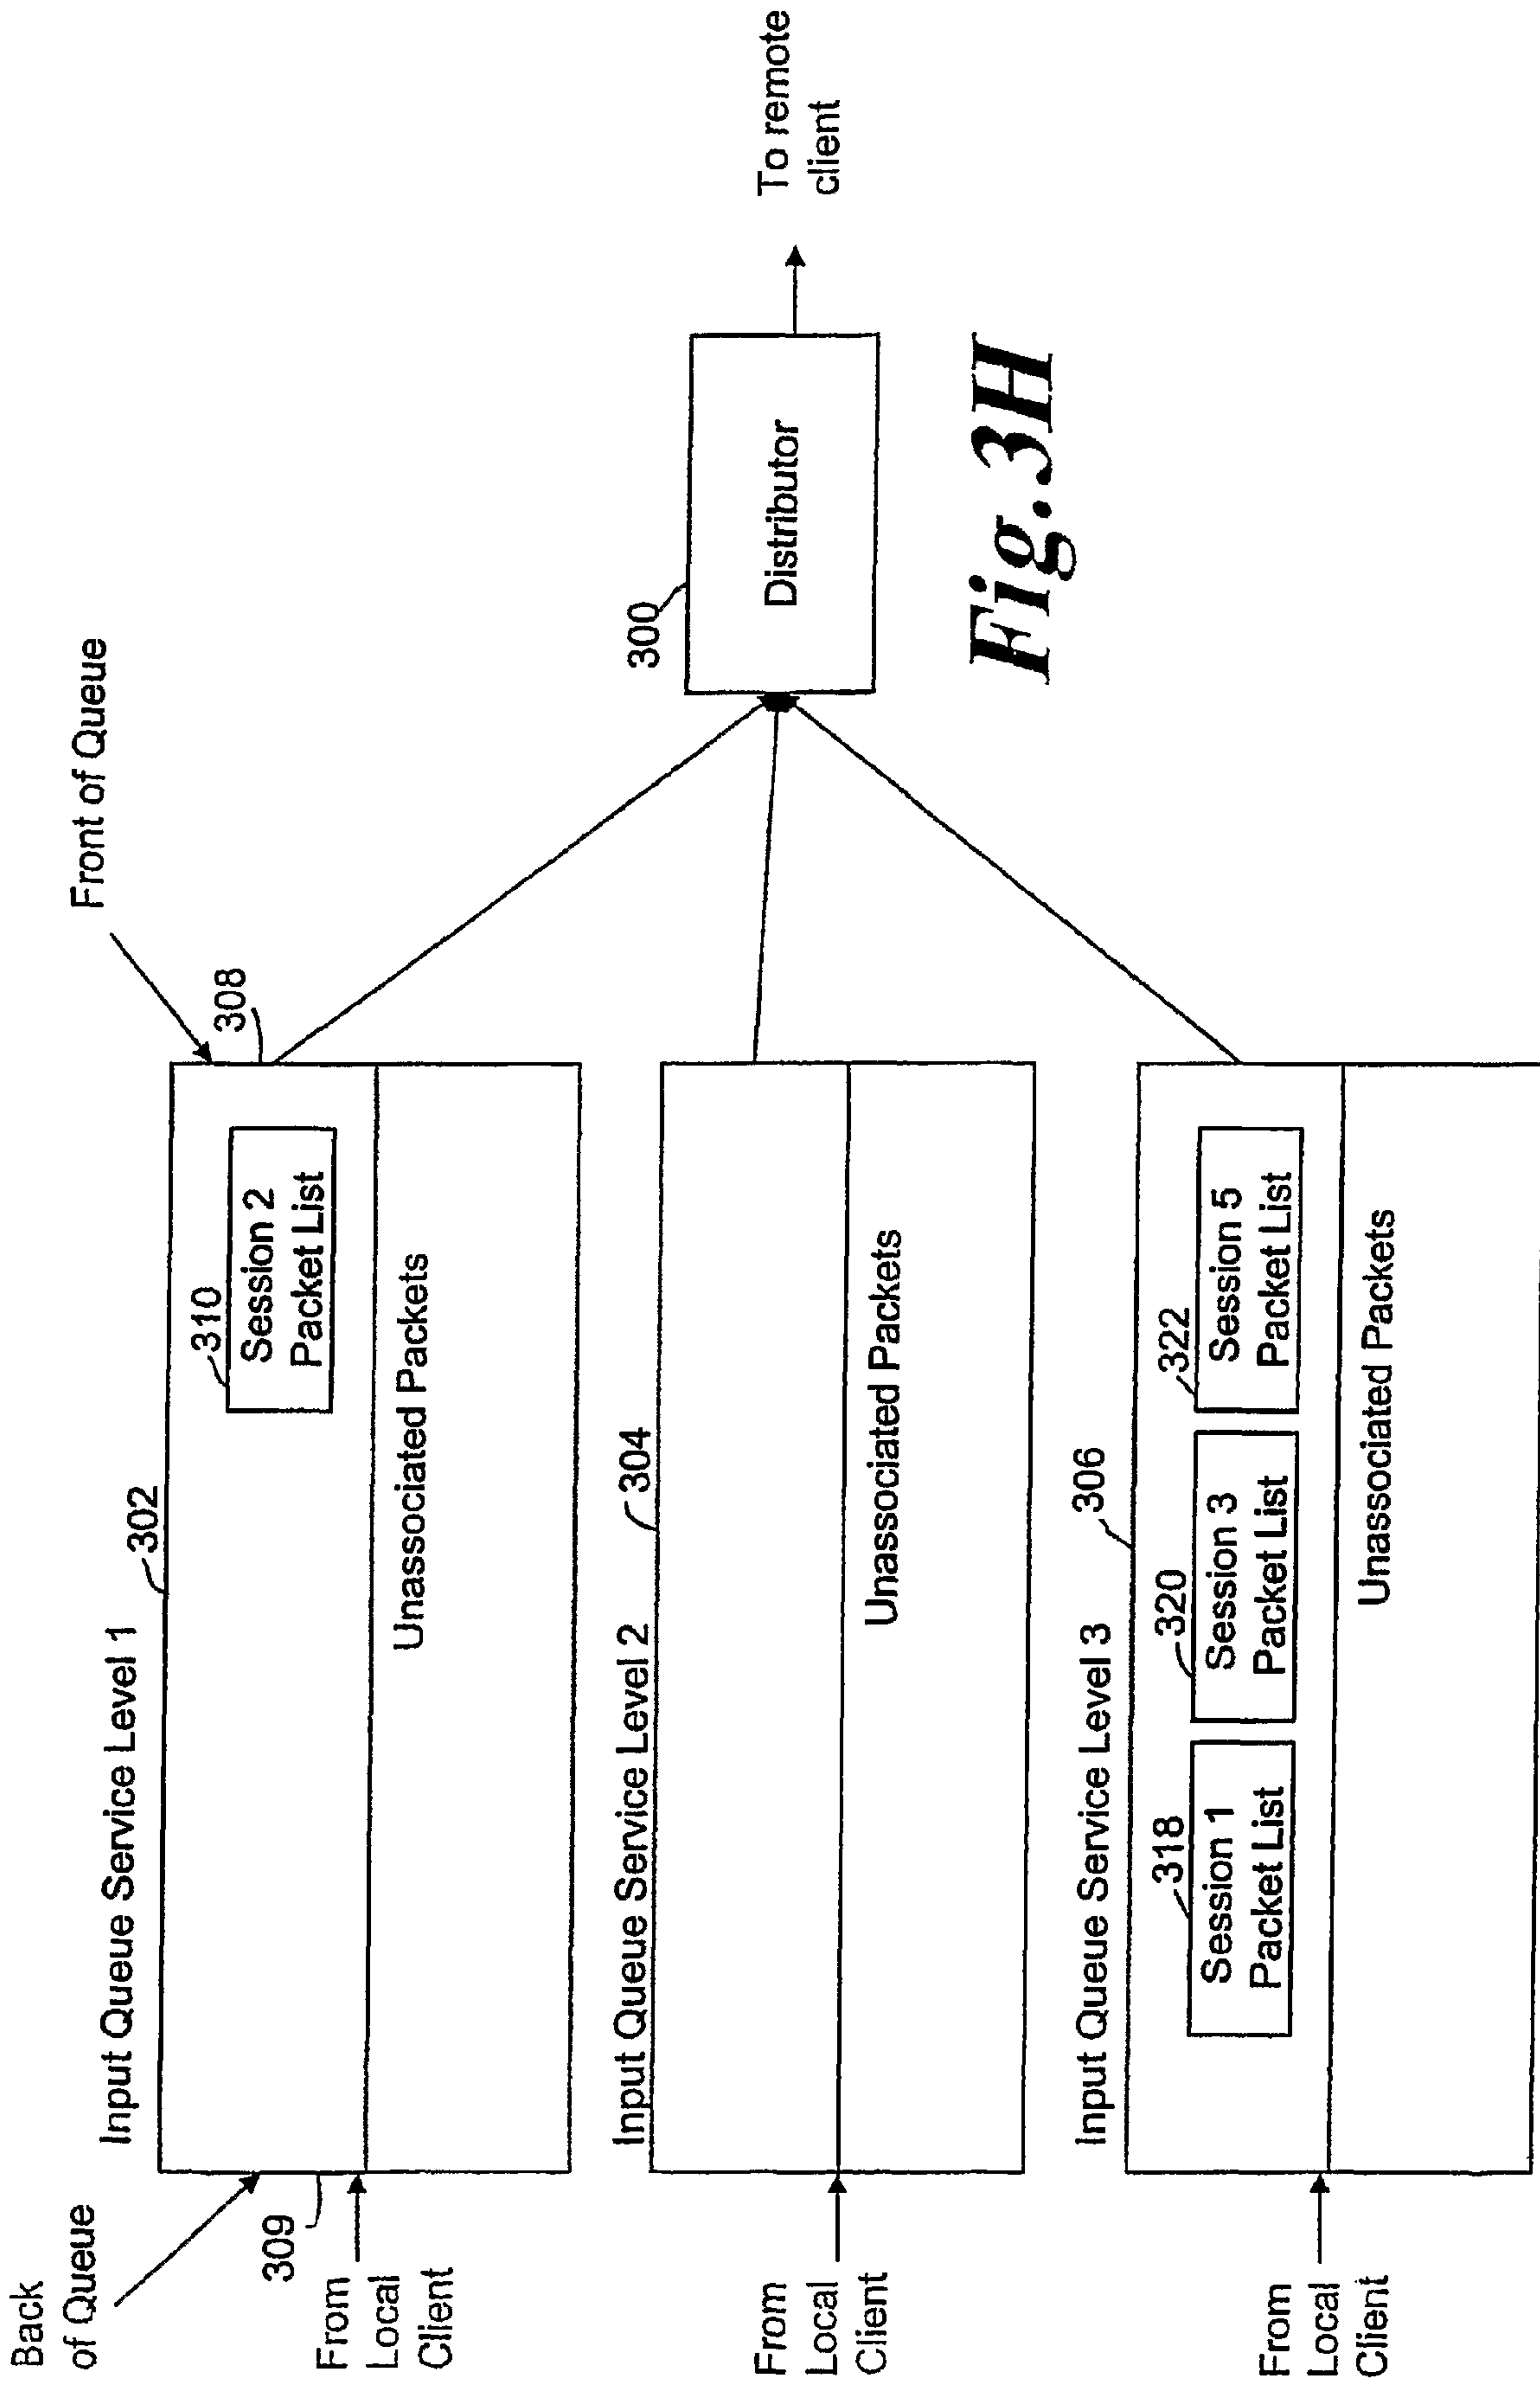 Back
of Queue
309
From
Local
Client
Input Queue Service Level 1
302
310
Session 2
Packet List
Unassociated Packets
308
Front of Queue
From
Local
Client
Input Queue Service Level 2
304
Unassociated Packets
300
Distributor
To remote
client
From
Local
Client
Input Queue Service Level 3
306
318
Session 1
Packet List
320
Session 3
Packet List
322
Session 5
Packet List
Unassociated Packets
Fig.3H